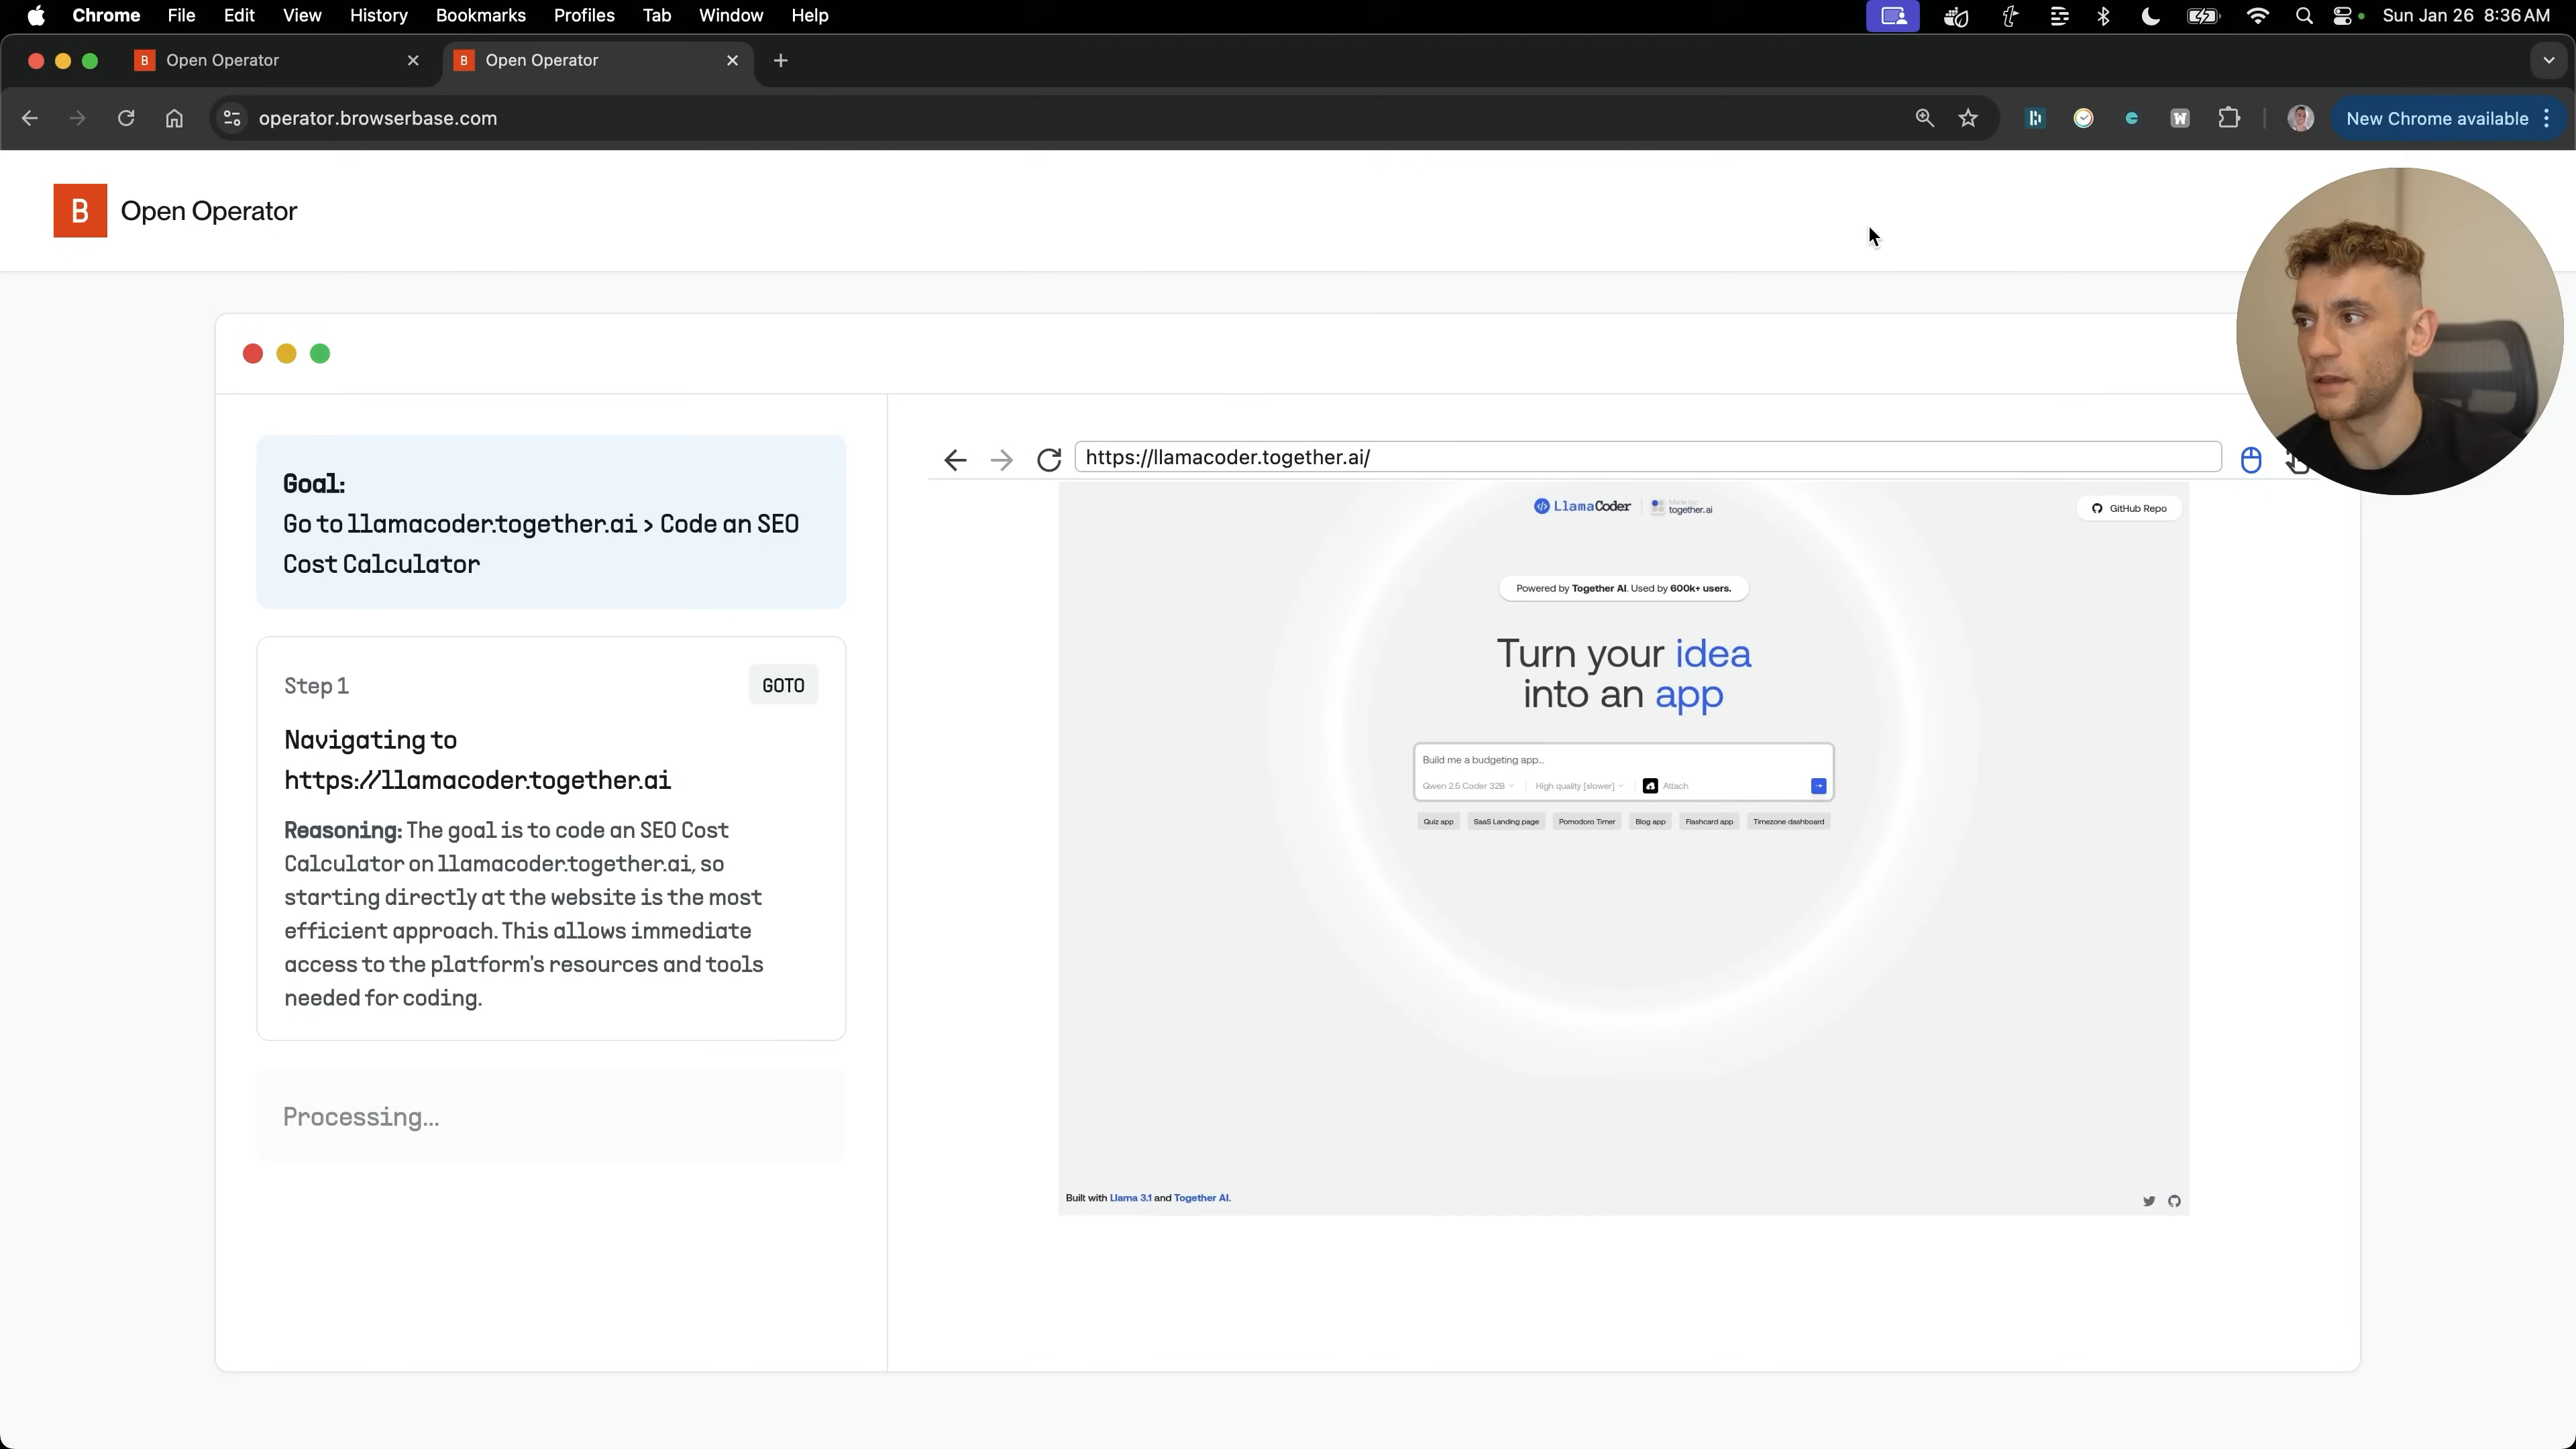 Chrome File Edit View History Bookmarks Profiles Tab Window Help
Sun Jan 26 8:36 AM
B Open Operator
B Open Operator
operator.browserbase.com
W
New Chrome available
B Open Operator
Goal:
Go to llamacoder.together.ai > Code an SEO
Cost Calculator
Step 1
GOTO
Navigating to
https://llamacoder.together.ai
Reasoning: The goal is to code an SEO Cost
Calculator on llamacoder.together.ai, so
starting directly at the website is the most
efficient approach. This allows immediate
access to the platform's resources and tools
needed for coding.
Processing...
https://llamacoder.together.ai/
LlamaCoder
Made by
together.ai
GitHub Repo
Powered by Together AI. Used by 600k+ users.
Turn your idea
into an app
Build me a budgeting app...
Qwen 2.5 Coder 32B
High quality [slower]
Attach
Quiz app
SaaS Landing page
Pomodoro Timer
Blog app
Flashcard app
Timezone dashboard
Built with Llama 3.1 and Together AI.